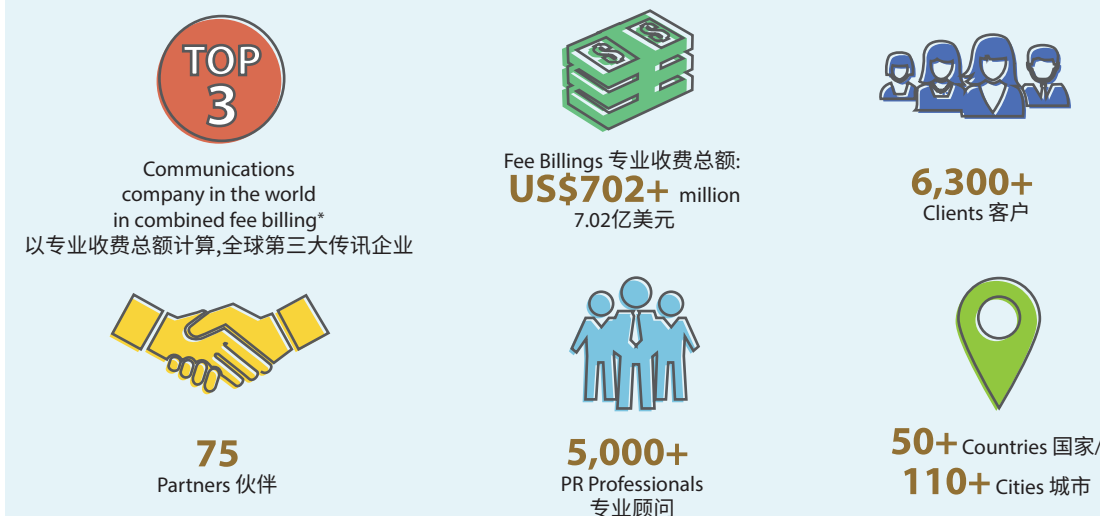 TOP
3
Communications
company in the world
in combined fee billing*
以专业收费总额计算,全球第三大传讯企业
Fee Billings 专业收费总额:
US$702+ million
7.02亿美元
6,300+
Clients 客户
75
Partners 伙伴
5,000+
PR Professionals
专业顾问
50+ Countries 国家/
110+ Cities 城市